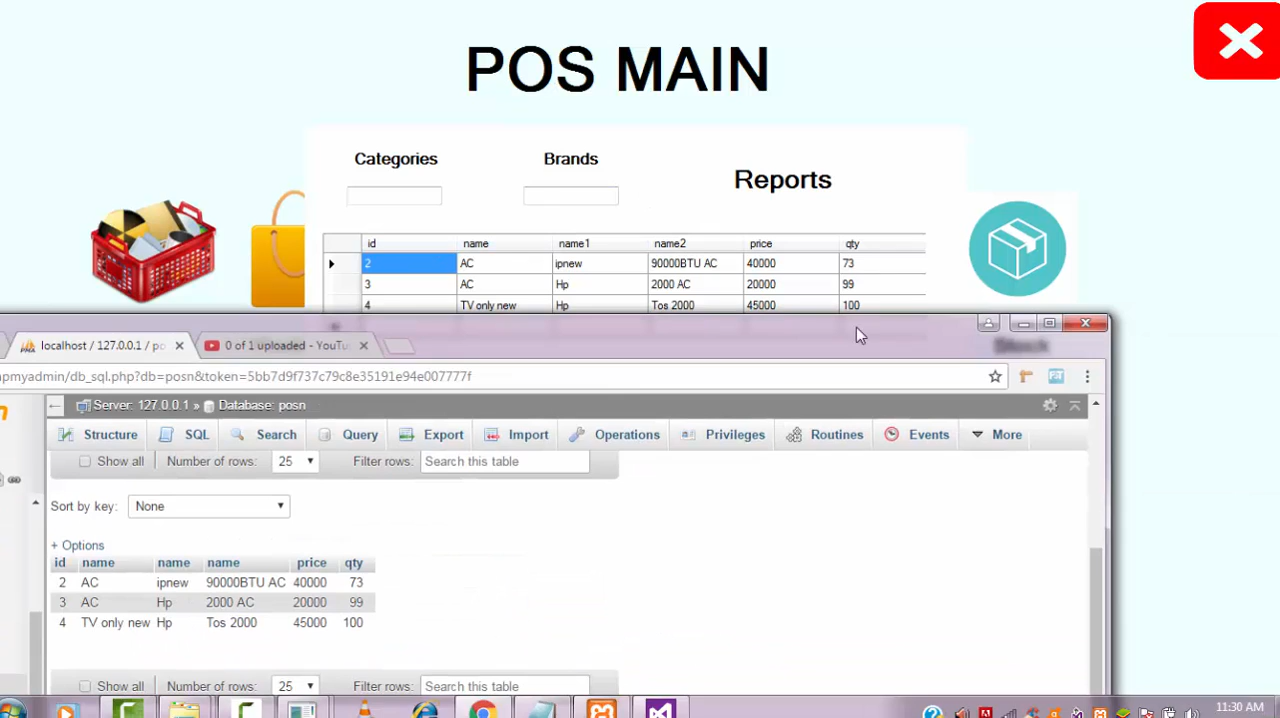 POS MAIN
Categories Brands
Reports
id name name1 name2 price qty
2 AC ipnew 90000BTU AC 40000 73
3 AC Hp 2000 AC 20000 99
4 TV only new Hp Tos 2000 45000 100
Stock
localhost / 127.0.0.1 / po 0 of 1 uploaded - YouTu
pmyadmin/db_sql.php?db=posn&token=5bb7d9f737c79c8e35191e94e007777f
Server: 127.0.0.1 » Database: posn
Structure SQL Search Query Export Import Operations Privileges Routines Events More
Show all Number of rows: 25 Filter rows: Search this table
Sort by key: None
+ Options
id name name name price qty
2 AC ipnew 90000BTU AC 40000 73
3 AC Hp 2000 AC 20000 99
4 TV only new Hp Tos 2000 45000 100
Show all Number of rows: 25 Filter rows: Search this table
11:30 AM